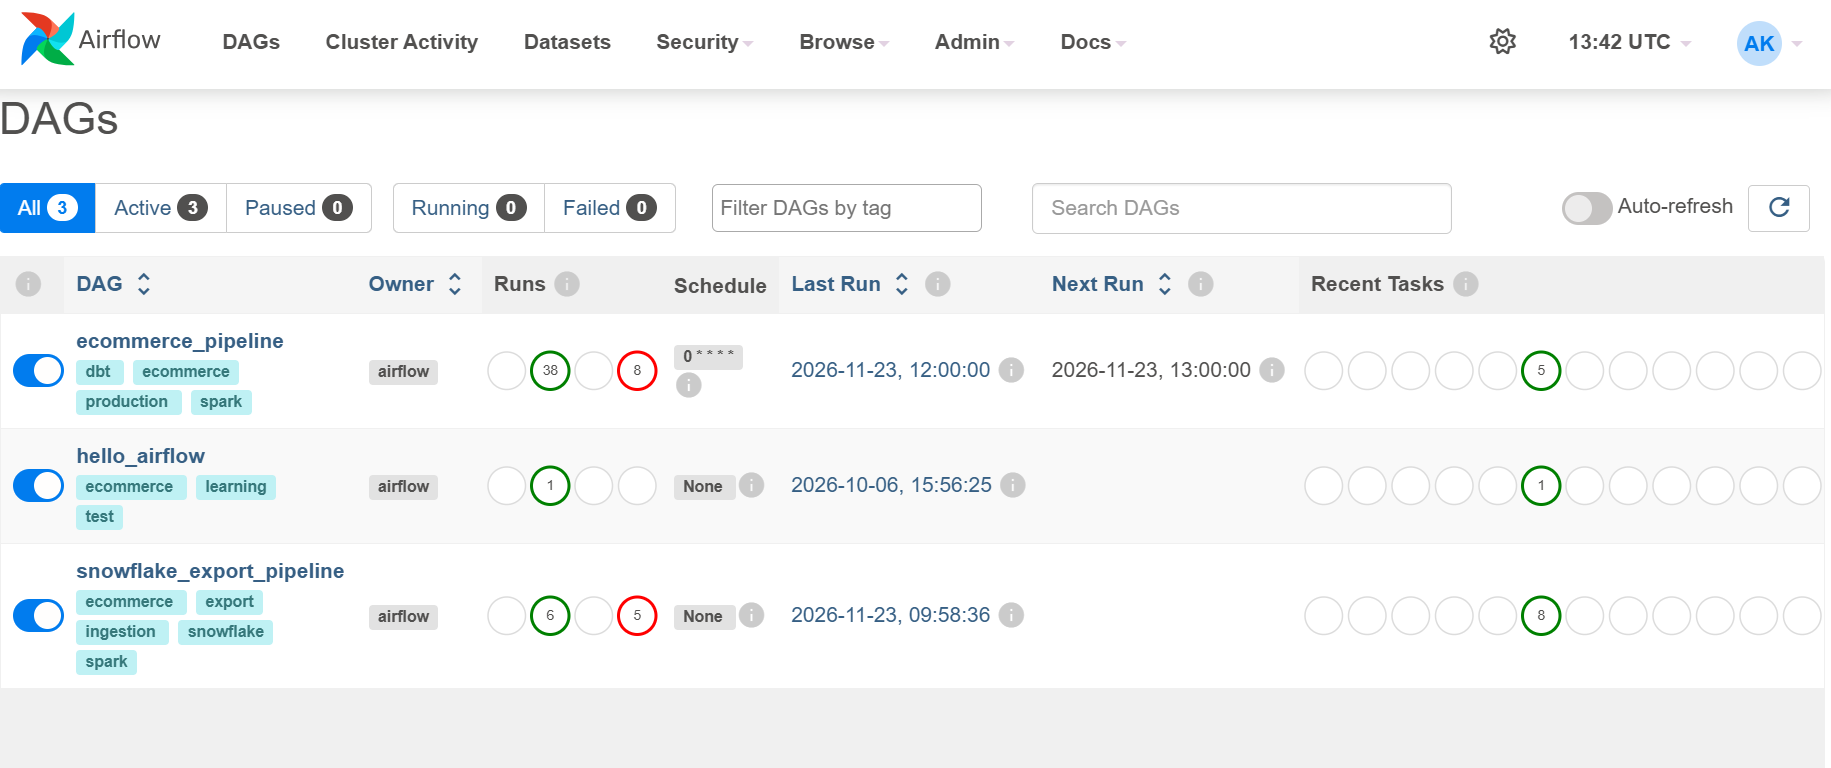 Airflow DAGs Cluster Activity Datasets Security Browse Admin Docs 13:42 UTC AK
DAGs
All 3 Active 3 Paused 0 Running 0 Failed 0 Filter DAGs by tag Search DAGs Auto-refresh
i DAG Owner Runs i Schedule Last Run i Next Run i Recent Tasks i
ecommerce_pipeline
dbt ecommerce
production spark
airflow
38 8
0 * * * *
i
2026-11-23, 12:00:00 i
2026-11-23, 13:00:00 i
5
hello_airflow
ecommerce learning
test
airflow
1
None i
2026-10-06, 15:56:25 i
1
snowflake_export_pipeline
ecommerce export
ingestion snowflake
spark
airflow
6 5
None i
2026-11-23, 09:58:36 i
8